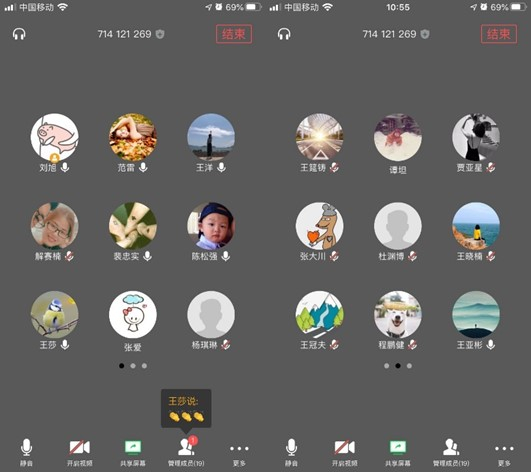 中国移动
69%
714 121 269
结束
刘旭
范雷
王洋
解赛楠
裴忠实
陈松强
王莎
张爱
杨琪琳
王莎说:
1
静音
开启视频
共享屏幕
管理成员(19)
更多
中国移动
10:55
69%
714 121 269
结束
王延铸
谭坦
贾亚星
张大川
杜渊博
王晓楠
王冠夫
程鹏健
王亚彬
静音
开启视频
共享屏幕
管理成员(19)
更多